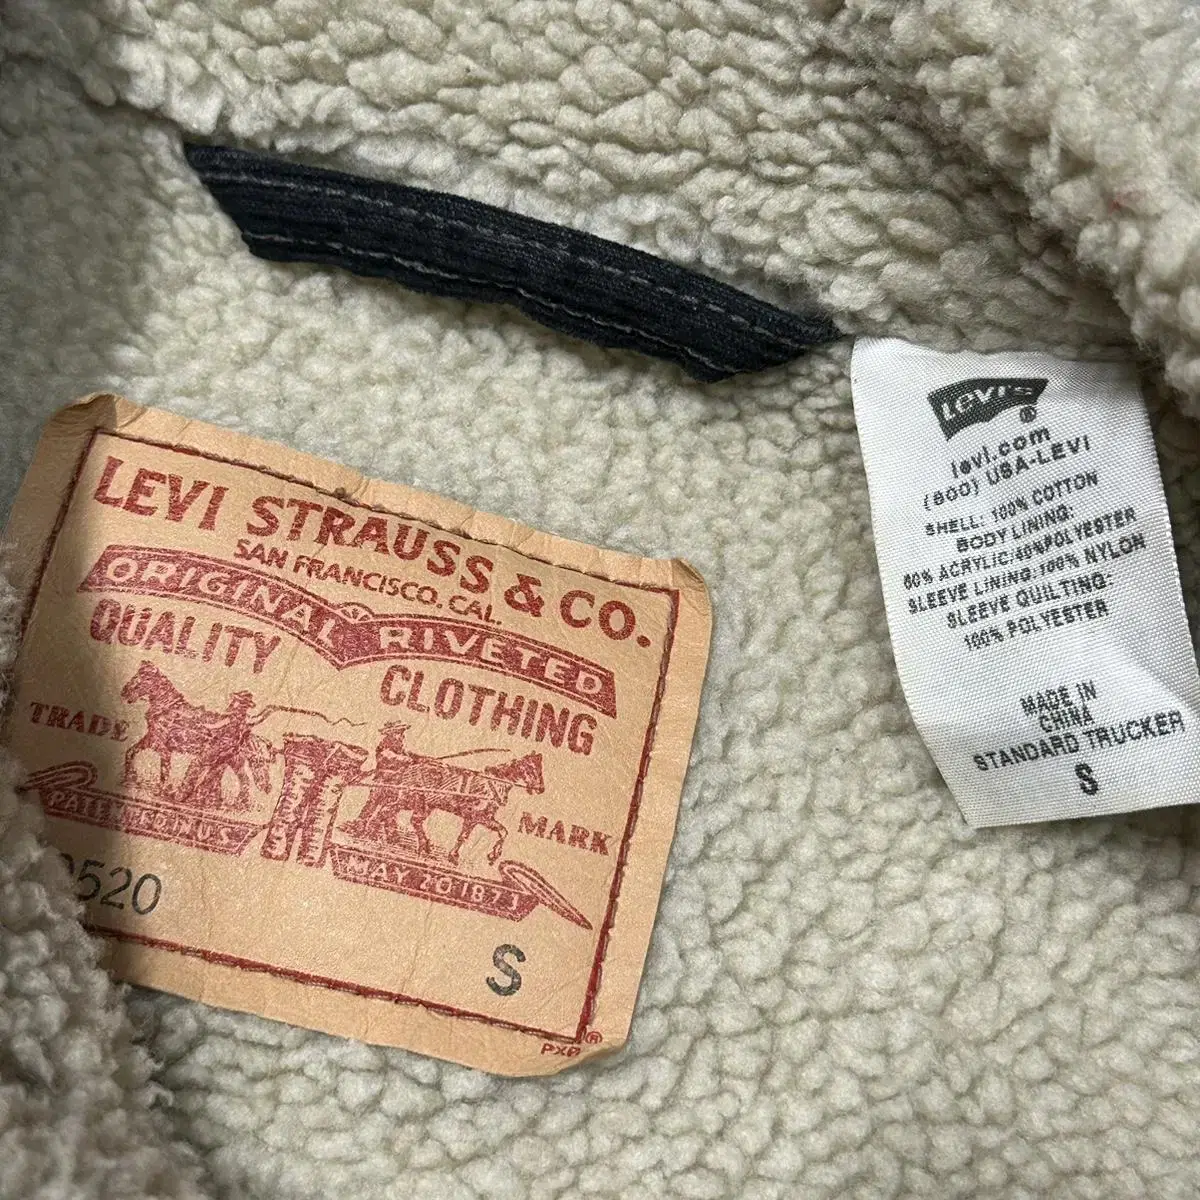 LEVI STRAUSS & CO.
SAN FRANCISCO, CAL.
ORIGINAL RIVETED
QUALITY CLOTHING
TRADE MARK
MAY 20 1873
520
S
®
PXP
LEVI'S
®
levi.com
(800) USA-LEVI
SHELL: 100% COTTON
BODY LINING:
60% ACRYLIC/40%POLYESTER
SLEEVE LINING:100% NYLON
SLEEVE QUILTING:
100% POLYESTER
MADE IN
CHINA
STANDARD TRUCKER
S